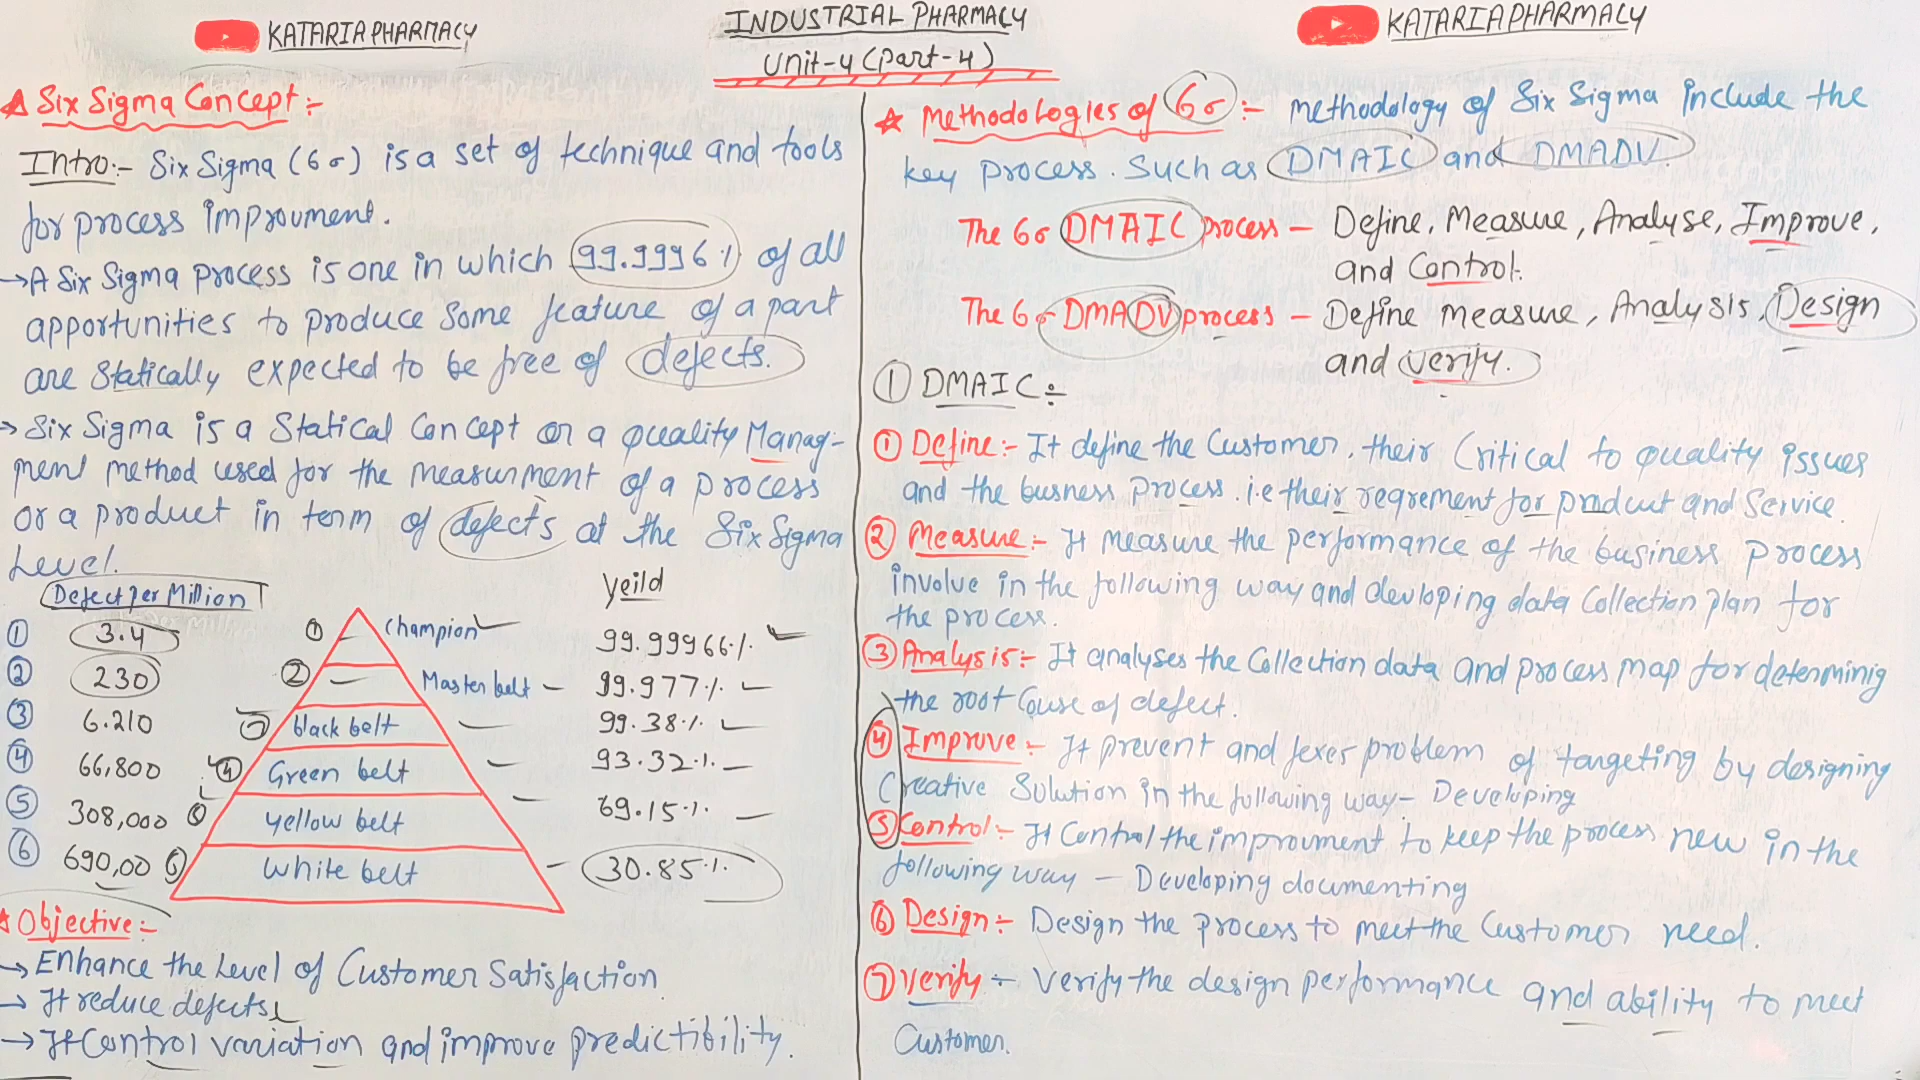 KATARIA PHARMACY
INDUSTRIAL PHARMACY
Unit-4 (Part-4)
KATARIA PHARMACY
Six Sigma Concept:-
Intro:- Six Sigma (6σ) is a set of technique and tools
for process improvment.
→ A Six Sigma process is one in which 99.9996% of all
apportunities to produce some feature of a part
are statically expected to be free of defects.
→ Six Sigma is a Statical Concept or a quality Manag-
ment method used for the measurment of a process
or a product in term of defects at the Six Sigma
Level.
Defect per Million
Yeild
① 3.4 ① Champion 99.99966%
② 230 ② Master belt 99.977%
③ 6.210 ③ black belt 99.38%
④ 66,800 ④ Green belt 93.32%
⑤ 308,000 ⑤ yellow belt 69.15%
⑥ 690,00 ⑥ White belt 30.85%
Objective:-
→ Enhance the Level of Customer Satisfaction
→ It reduce defects
→ It Control variation and improve predictibility.
Methodologies of 6σ:- methodology of Six Sigma include the
key process. Such as DMAIC and DMADV.
The 6σ DMAIC process – Define, Measure, Analyse, Improve,
and Control.
The 6σ DMADV process – Define measure, Analysis, Design
and verify.
① DMAIC:-
① Define:- It define the Customer, their Critical to quality issues
and the busness process. i.e their reqrement for product and Service.
② Measure:- It measure the performance of the business process
involve in the following way and devloping data Collection plan for
the process.
③ Analysis:- It analyses the Collection data and process map for determinig
the root Couse of defect.
④ Improve:- It prevent and fexes problem of tangeting by designing
Creative Solution in the following way– Developing
⑤ Control:- It Control the improvment to keep the process new in the
following way – Developing documenting
⑥ Design:- Design the process to meet the Customer need.
⑦ Verify – Verify the design performance and ability to meet
Customer.